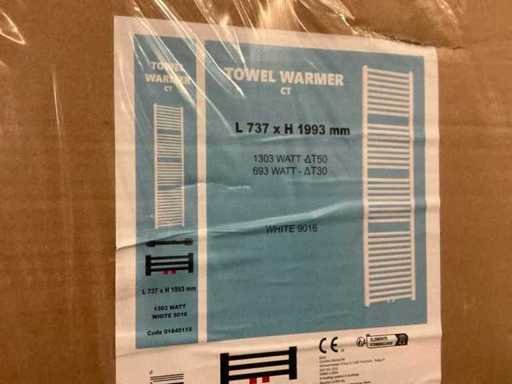 TOWEL
WARMER
CT
TOWEL WARMER
CT
L 737 x H 1993 mm
1303 WATT ΔT50
693 WATT - ΔT30
WHITE 9016
L 737 x H 1993 mm
1303 WATT
WHITE 9016
Code 01840113
CE